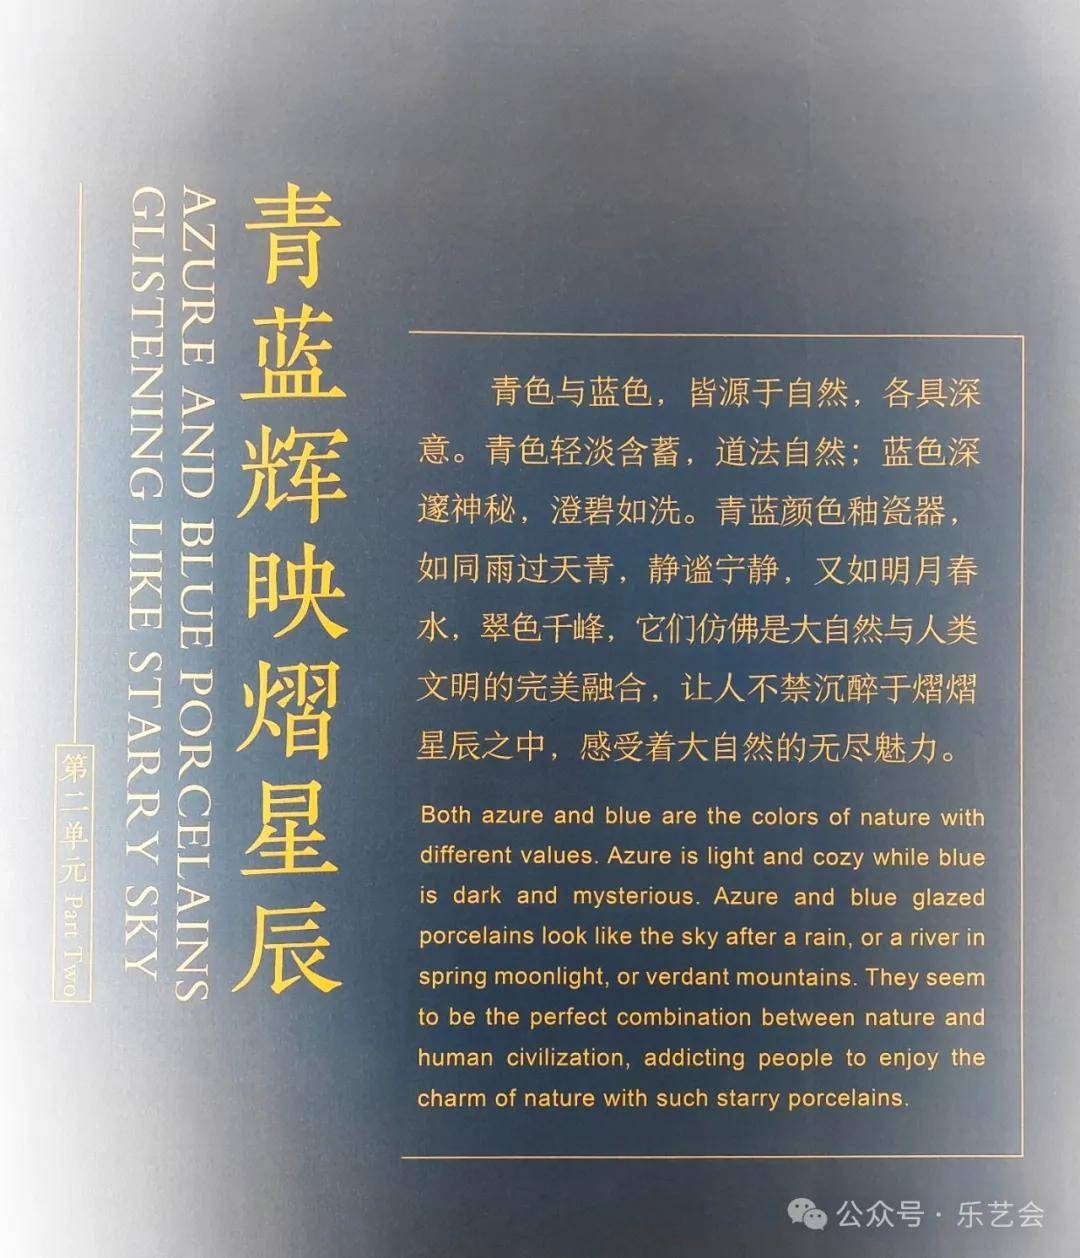 第二单元 Part Two
青蓝辉映熠星辰
AZURE AND BLUE PORCELAINS
GLISTENING LIKE STARRY SKY
青色与蓝色，皆源于自然，各具深
意。青色轻淡含蓄，道法自然；蓝色深
邃神秘，澄碧如洗。青蓝颜色釉瓷器，
如同雨过天青，静谧宁静，又如明月春
水，翠色千峰，它们仿佛是大自然与人类
文明的完美融合，让人不禁沉醉于熠熠
星辰之中，感受着大自然的无尽魅力。
Both azure and blue are the colors of nature with
different values. Azure is light and cozy while blue
is dark and mysterious. Azure and blue glazed
porcelains look like the sky after a rain, or a river in
spring moonlight, or verdant mountains. They seem
to be the perfect combination between nature and
human civilization, addicting people to enjoy the
charm of nature with such starry porcelains.
公众号·乐艺会